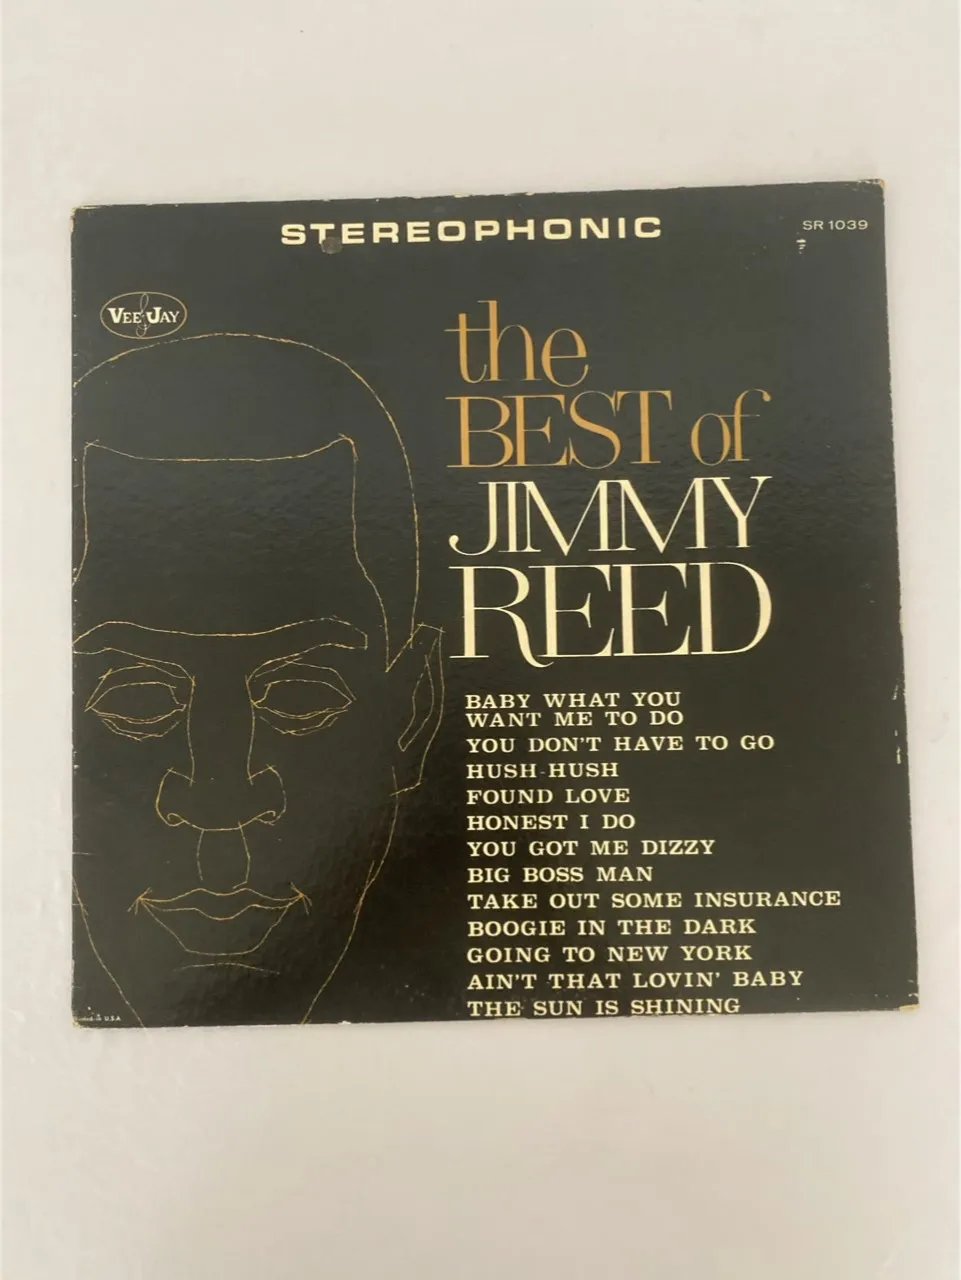 STEREOPHONIC
SR 1039
VEE JAY
the
BEST of
JIMMY
REED
BABY WHAT YOU
WANT ME TO DO
YOU DON'T HAVE TO GO
HUSH-HUSH
FOUND LOVE
HONEST I DO
YOU GOT ME DIZZY
BIG BOSS MAN
TAKE OUT SOME INSURANCE
BOOGIE IN THE DARK
GOING TO NEW YORK
AIN'T THAT LOVIN' BABY
THE SUN IS SHINING
in U.S.A